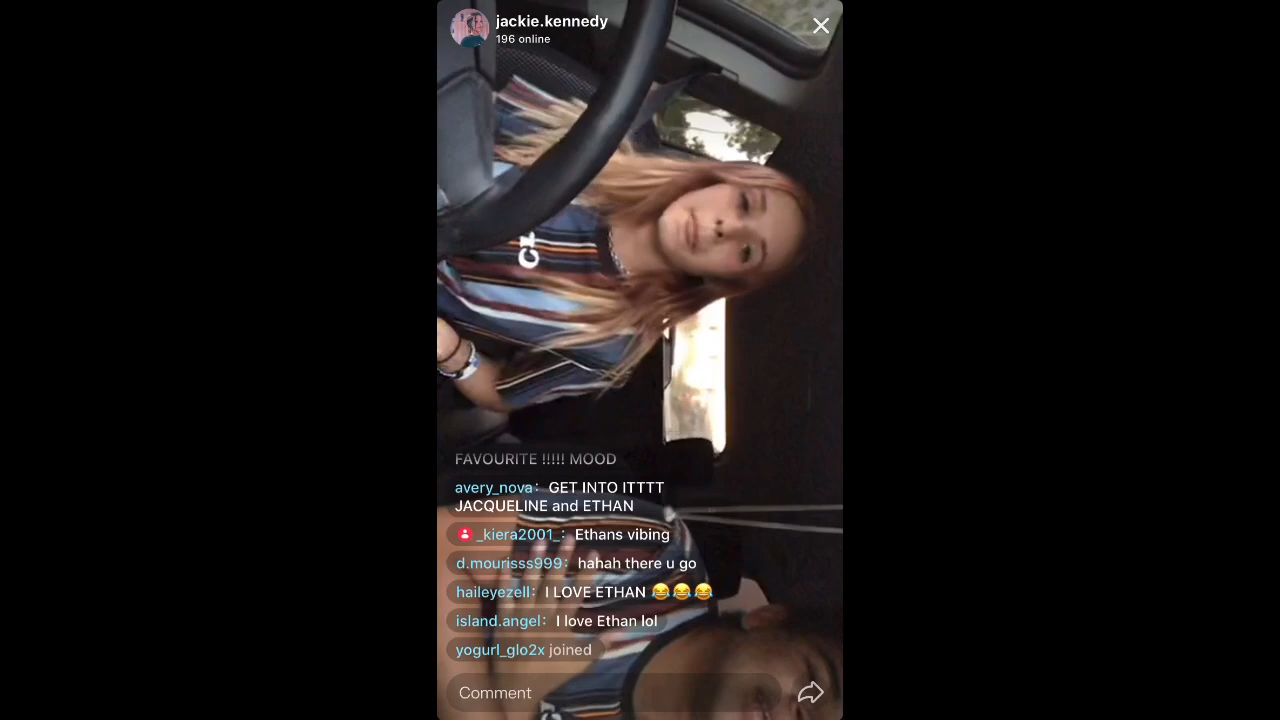 jackie.kennedy
196 online
FAVOURITE !!!!! MOOD
avery_nova: GET INTO ITTTT
JACQUELINE and ETHAN
_kiera2001_: Ethans vibing
d.mourisss999: hahah there u go
haileyezell: I LOVE ETHAN 😂😂😂
island.angel: I love Ethan lol
yogurl_glo2x joined
Comment